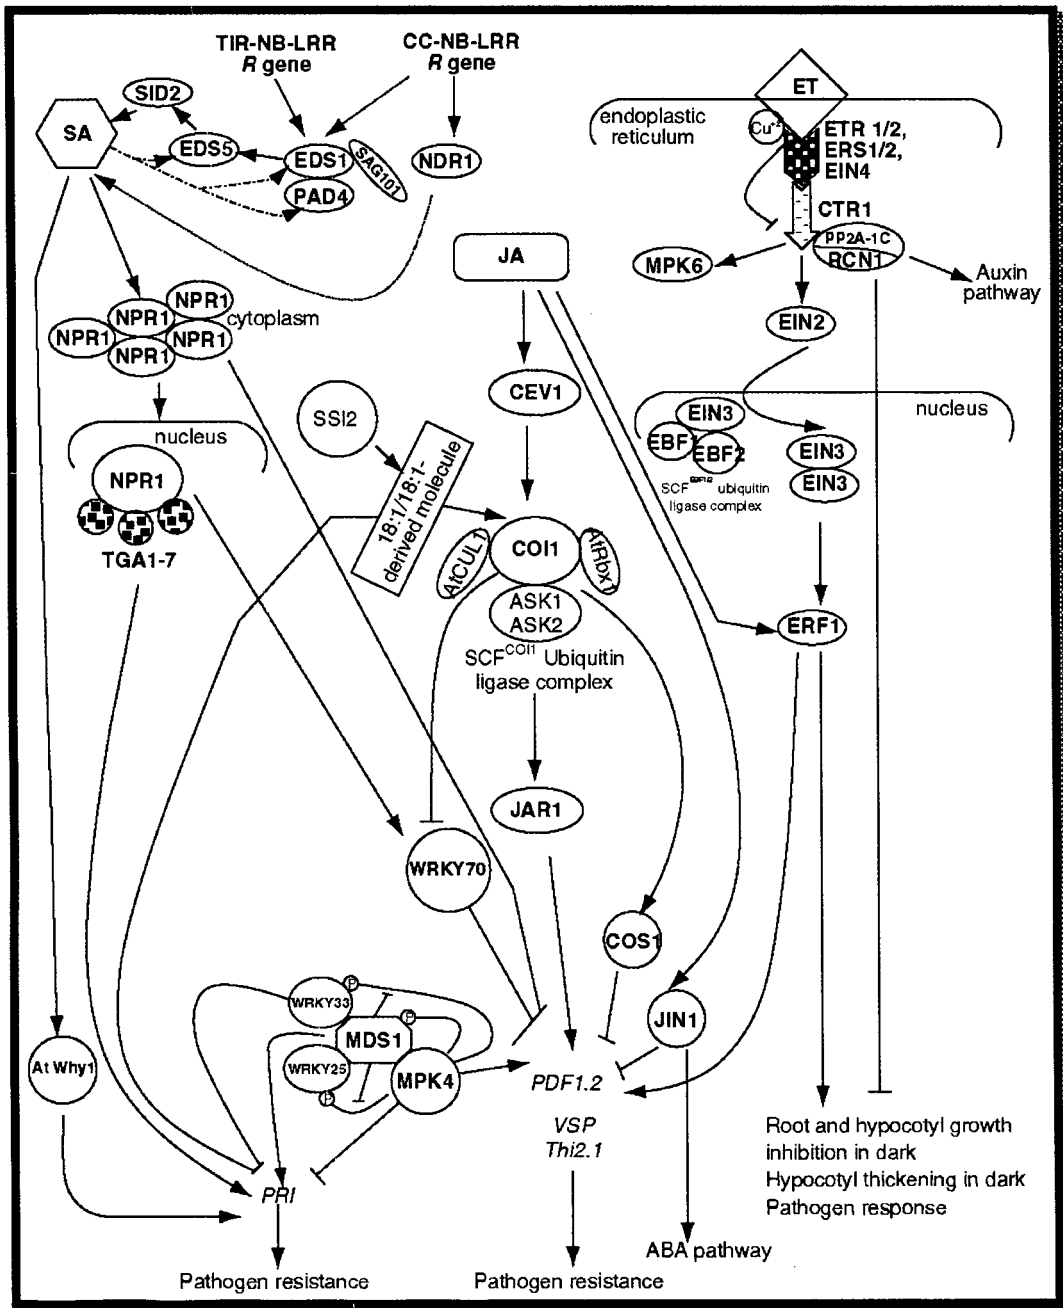 TIR-NB-LRR
R gene
CC-NB-LRR
R gene
SID2
SA
EDS5
EDS1
SAG101
PAD4
NDR1
ET
endoplastic
reticulum
Cu+2
ETR 1/2,
ERS1/2,
EIN4
CTR1
PP2A-1C
RCN1
MPK6
Auxin
pathway
EIN2
JA
NPR1
NPR1
NPR1
NPR1
NPR1
cytoplasm
CEV1
SSI2
18:1/18:1-
derived molecule
nucleus
NPR1
TGA1-7
nucleus
EIN3
EBF1
EBF2
SCF ubiquitin
ligase complex
EIN3
EIN3
COI1
AtCUL1
AtRbx1
ASK1
ASK2
SCFCOI1 Ubiquitin
ligase complex
ERF1
JAR1
WRKY70
COS1
JIN1
WRKY33
P
MDS1
P
WRKY25
P
MPK4
At Why1
PDF1.2
VSP
Thi2.1
PRI
Root and hypocotyl growth
inhibition in dark
Hypocotyl thickening in dark
Pathogen response
ABA pathway
Pathogen resistance
Pathogen resistance